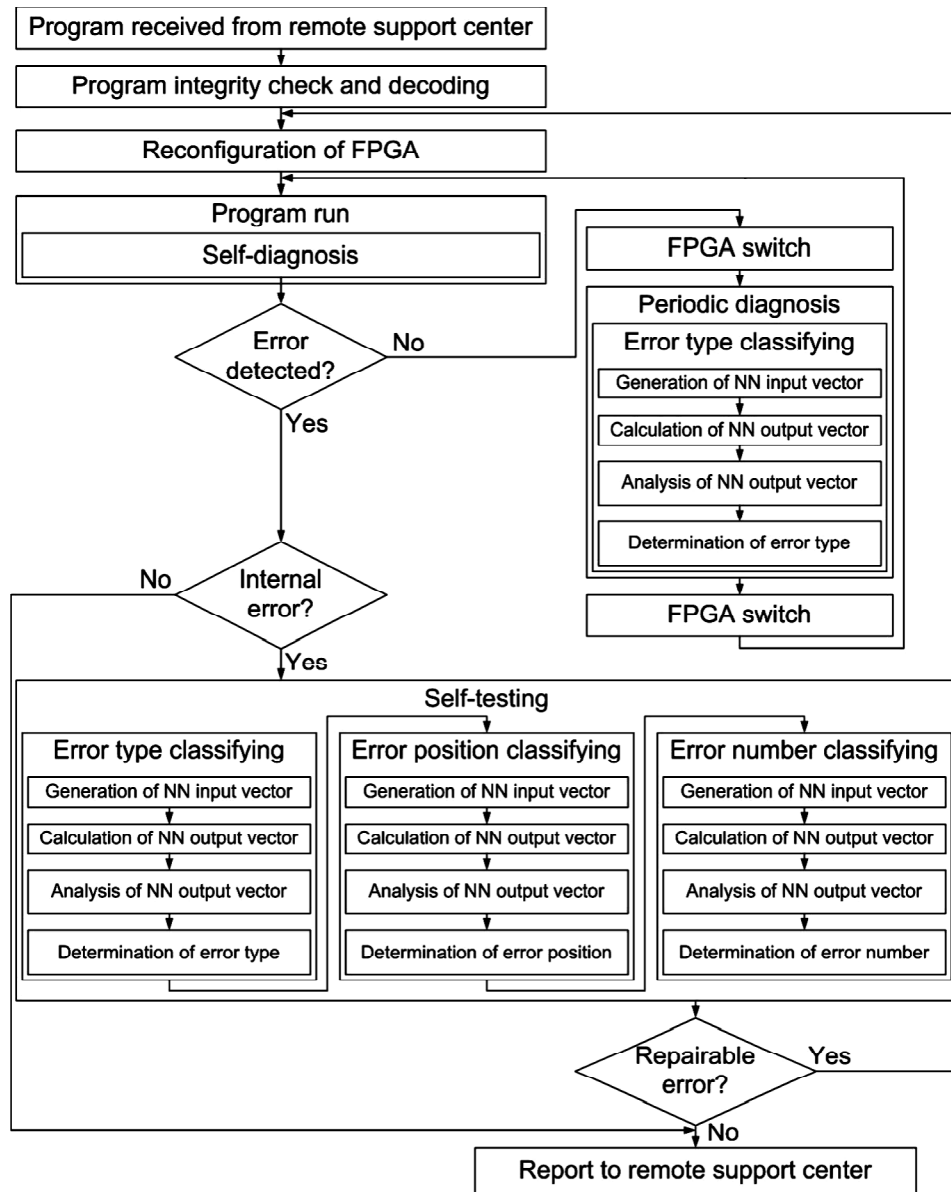 Program received from remote support center
Program integrity check and decoding
Reconfiguration of FPGA
Program run
Self-diagnosis
Error
detected?
No
Yes
FPGA switch
Periodic diagnosis
Error type classifying
Generation of NN input vector
Calculation of NN output vector
Analysis of NN output vector
Determination of error type
FPGA switch
Internal
error?
No
Yes
Self-testing
Error type classifying
Generation of NN input vector
Calculation of NN output vector
Analysis of NN output vector
Determination of error type
Error position classifying
Generation of NN input vector
Calculation of NN output vector
Analysis of NN output vector
Determination of error position
Error number classifying
Generation of NN input vector
Calculation of NN output vector
Analysis of NN output vector
Determination of error number
Repairable
error?
Yes
No
Report to remote support center